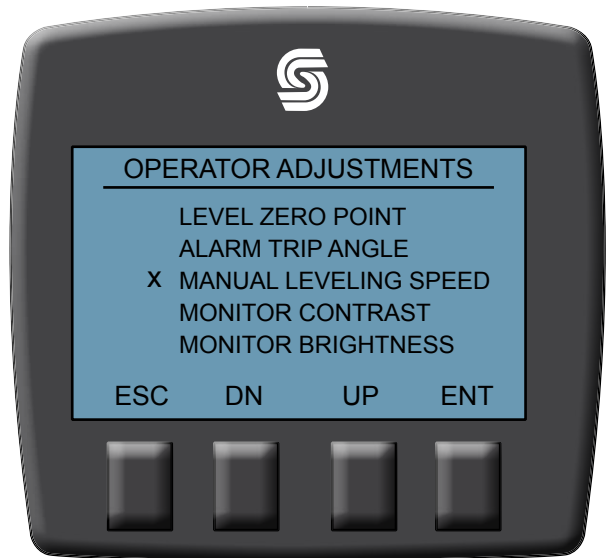 OPERATOR ADJUSTMENTS
LEVEL ZERO POINT
ALARM TRIP ANGLE
X MANUAL LEVELING SPEED
MONITOR CONTRAST
MONITOR BRIGHTNESS
ESC DN UP ENT